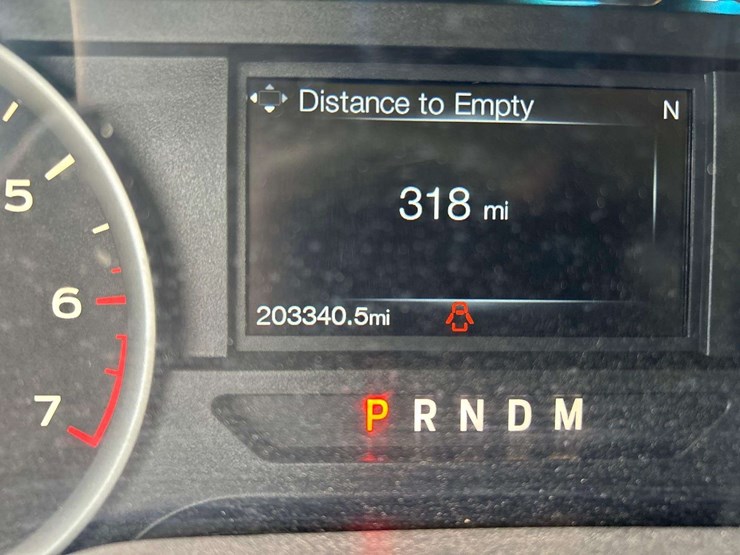 Distance to Empty
N
318 mi
203340.5mi
5
6
7
P R N D M